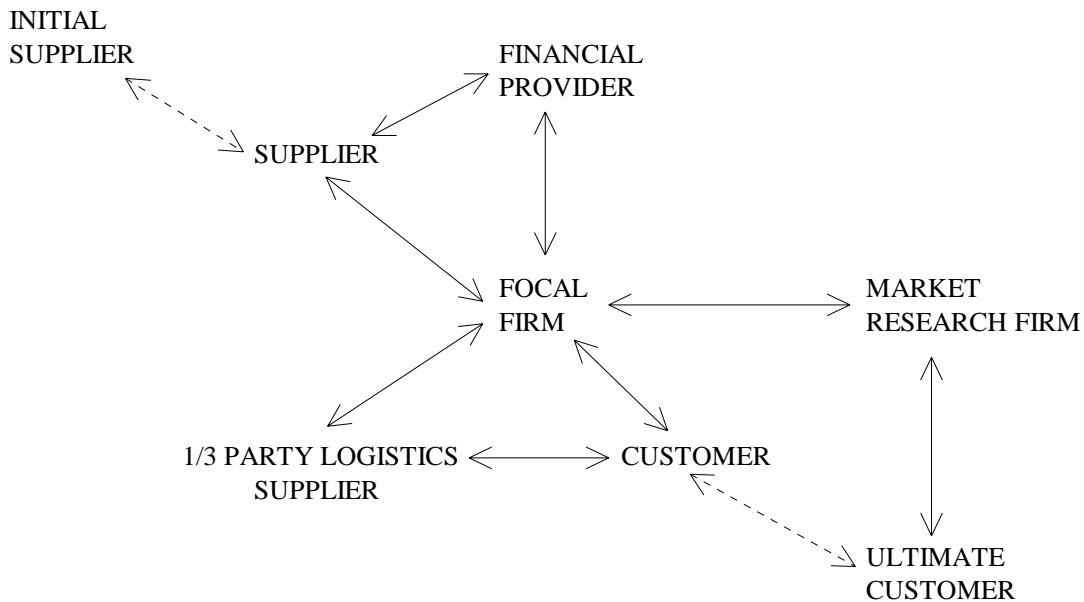 INITIAL
SUPPLIER
FINANCIAL
PROVIDER
SUPPLIER
FOCAL
FIRM
MARKET
RESEARCH FIRM
1/3 PARTY LOGISTICS
SUPPLIER
CUSTOMER
ULTIMATE
CUSTOMER